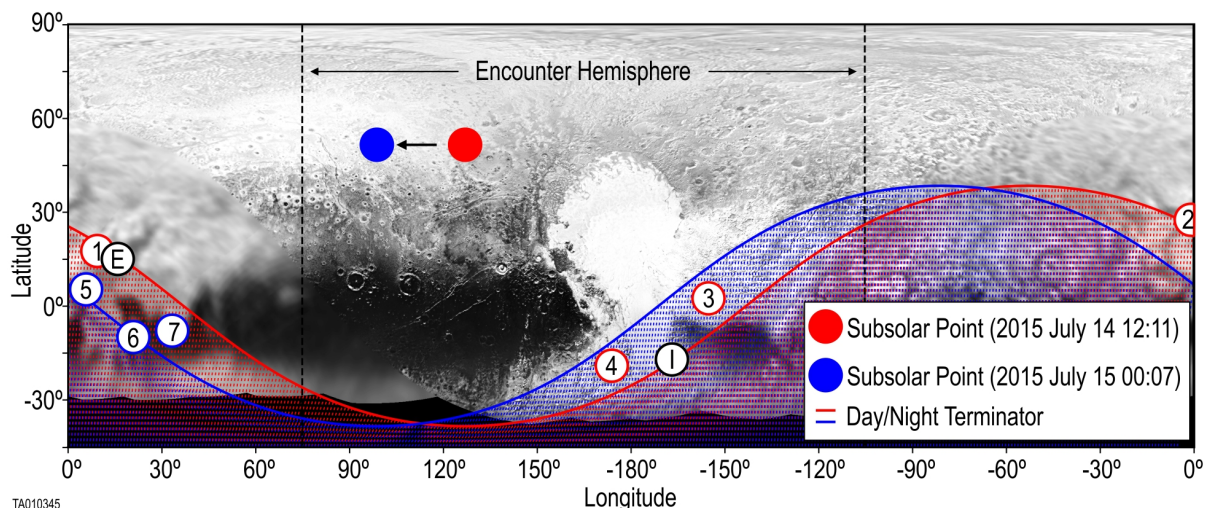 90º
Encounter Hemisphere
60º
30º
2
1
E
5
3
0º
Subsolar Point (2015 July 14 12:11)
6
7
4
I
Subsolar Point (2015 July 15 00:07)
-30º
Day/Night Terminator
0º 30º 60º 90º 120º 150º -180º -150º -120º -90º -60º -30º 0º
Latitude
Longitude
TA010345